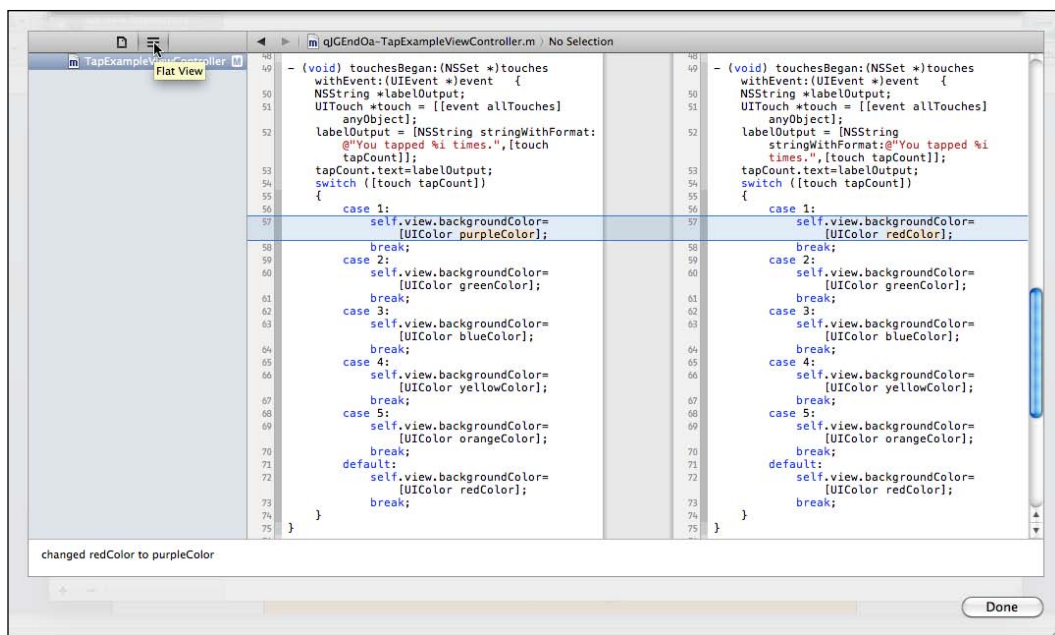 qJGEndOa~TapExampleViewController.m 〉 No Selection
TapExampleViewController M
Flat View
48
49 - (void) touchesBegan:(NSSet *)touches
withEvent:(UIEvent *)event   {
50 NSString *labelOutput;
51 UITouch *touch = [[event allTouches]
anyObject];
52 labelOutput = [NSString stringWithFormat:
@"You tapped %i times.",[touch
tapCount]];
53 tapCount.text=labelOutput;
54 switch ([touch tapCount])
55 {
56 case 1:
57 self.view.backgroundColor=
[UIColor purpleColor];
58 break;
59 case 2:
60 self.view.backgroundColor=
[UIColor greenColor];
61 break;
62 case 3:
63 self.view.backgroundColor=
[UIColor blueColor];
64 break;
65 case 4:
66 self.view.backgroundColor=
[UIColor yellowColor];
67 break;
68 case 5:
69 self.view.backgroundColor=
[UIColor orangeColor];
70 break;
71 default:
72 self.view.backgroundColor=
[UIColor redColor];
73 break;
74 }
75 }
48
49 - (void) touchesBegan:(NSSet *)touches
withEvent:(UIEvent *)event   {
50 NSString *labelOutput;
51 UITouch *touch = [[event allTouches]
anyObject];
52 labelOutput = [NSString
stringWithFormat:@"You tapped %i
times.",[touch tapCount]];
53 tapCount.text=labelOutput;
54 switch ([touch tapCount])
55 {
56 case 1:
57 self.view.backgroundColor=
[UIColor redColor];
58 break;
59 case 2:
60 self.view.backgroundColor=
[UIColor greenColor];
61 break;
62 case 3:
63 self.view.backgroundColor=
[UIColor blueColor];
64 break;
65 case 4:
66 self.view.backgroundColor=
[UIColor yellowColor];
67 break;
68 case 5:
69 self.view.backgroundColor=
[UIColor orangeColor];
70 break;
71 default:
72 self.view.backgroundColor=
[UIColor redColor];
73 break;
74 }
75 }
changed redColor to purpleColor
Done